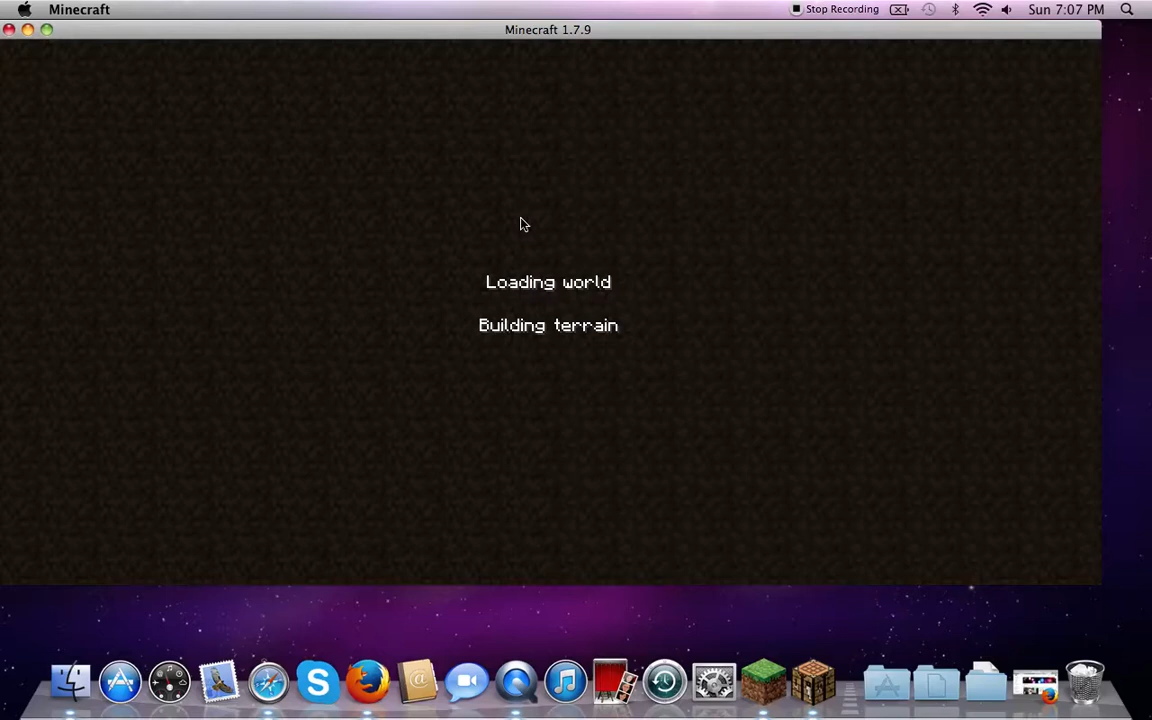 Minecraft
Stop Recording
Sun 7:07 PM
Minecraft 1.7.9
Loading world
Building terrain